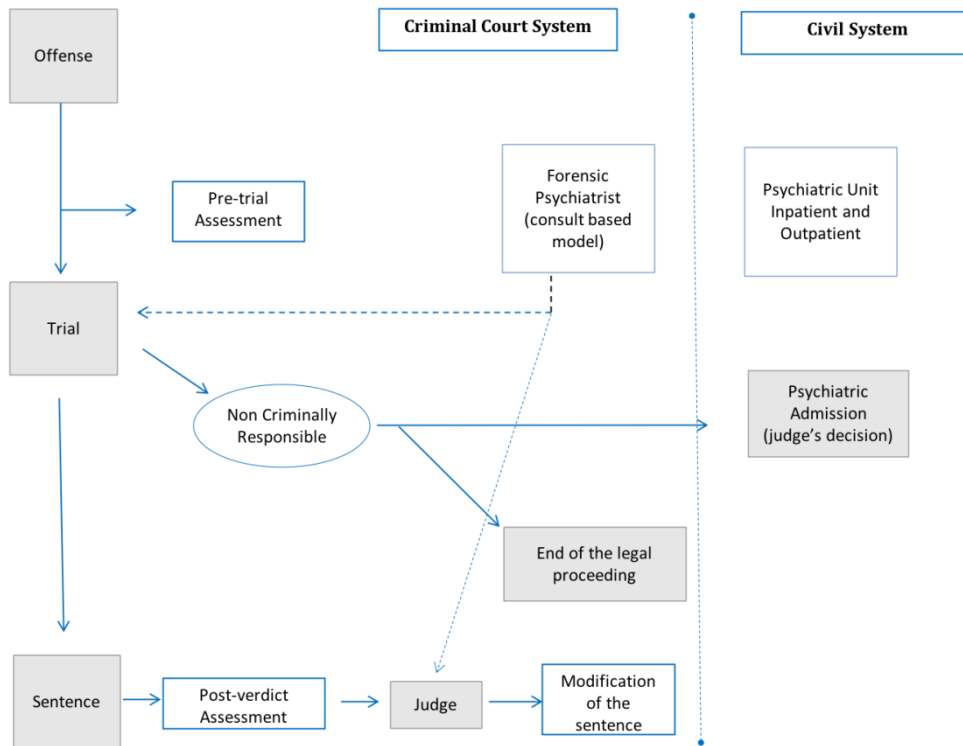 Criminal Court System
Civil System
Offense
Pre-trial
Assessment
Forensic
Psychiatrist
(consult based
model)
Psychiatric Unit
Inpatient and
Outpatient
Trial
Non Criminally
Responsible
Psychiatric
Admission
(judge’s decision)
End of the legal
proceeding
Sentence
Post-verdict
Assessment
Judge
Modification
of the
sentence